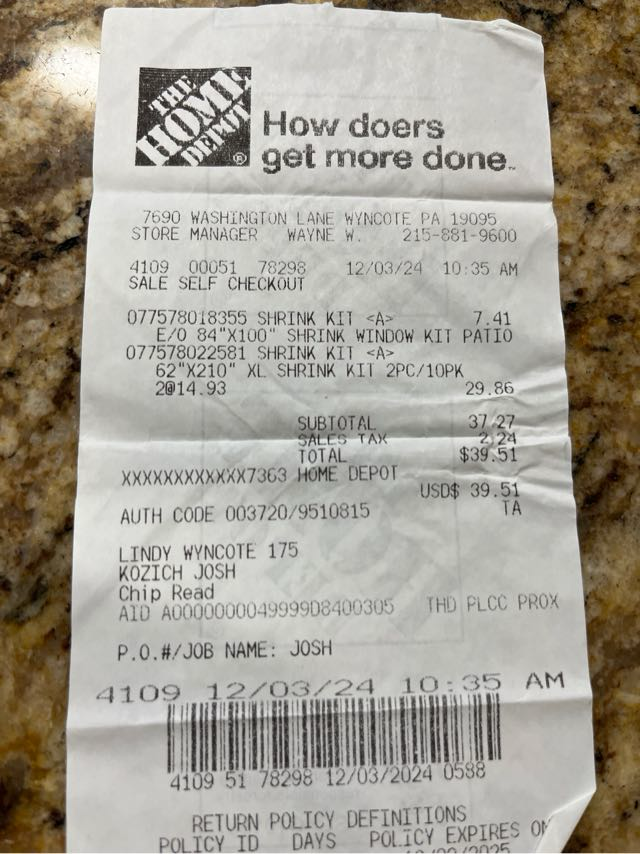 THE
HOME
DEPOT®
How doers
get more done™
7690 WASHINGTON LANE WYNCOTE PA 19095
STORE MANAGER WAYNE W. 215-881-9600
4109 00051 78298 12/03/24 10:35 AM
SALE SELF CHECKOUT
077578018355 SHRINK KIT <A> 7.41
E/O 84"X100" SHRINK WINDOW KIT PATIO
077578022581 SHRINK KIT <A>
62"X210" XL SHRINK KIT 2PC/10PK
2@14.93 29.86
SUBTOTAL 37.27
SALES TAX 2.24
TOTAL $39.51
XXXXXXXXXXXX7363 HOME DEPOT
USD$ 39.51
AUTH CODE 003720/9510815 TA
LINDY WYNCOTE 175
KOZICH JOSH
Chip Read
AID A0000000049999D8400305 THD PLCC PROX
P.O.#/JOB NAME: JOSH
4109 12/03/24 10:35 AM
4109 51 78298 12/03/2024 0588
RETURN POLICY DEFINITIONS
POLICY ID DAYS POLICY EXPIRES ON